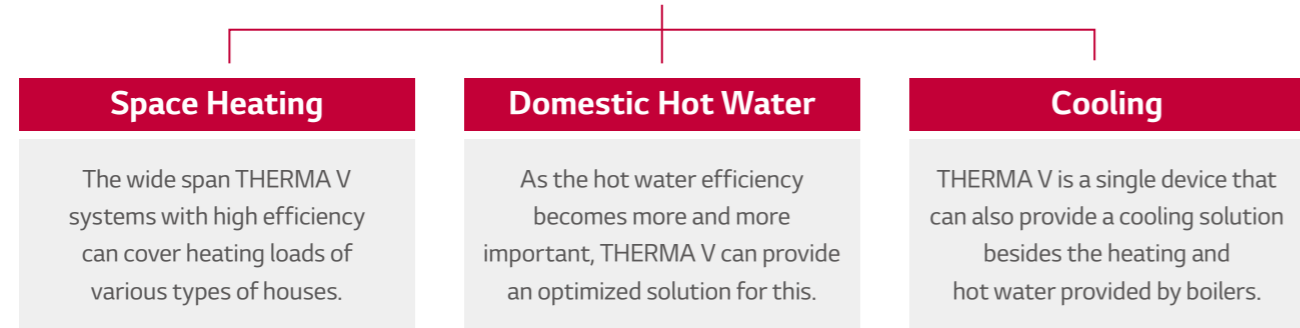 Space Heating
The wide span THERMA V
systems with high efficiency
can cover heating loads of
various types of houses.
Domestic Hot Water
As the hot water efficiency
becomes more and more
important, THERMA V can provide
an optimized solution for this.
Cooling
THERMA V is a single device that
can also provide a cooling solution
besides the heating and
hot water provided by boilers.